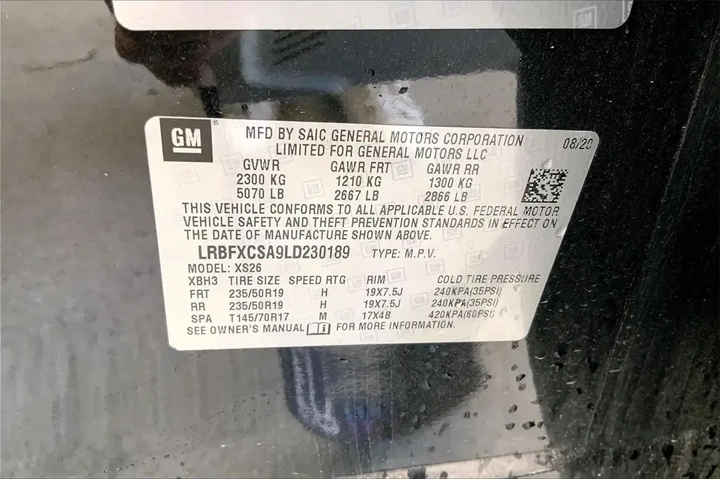 GM
MFD BY SAIC GENERAL MOTORS CORPORATION
LIMITED FOR GENERAL MOTORS LLC
08/20
GVWR GAWR FRT GAWR RR
2300 KG 1210 KG 1300 KG
5070 LB 2667 LB 2866 LB
THIS VEHICLE CONFORMS TO ALL APPLICABLE U.S. FEDERAL MOTOR
VEHICLE SAFETY AND THEFT PREVENTION STANDARDS IN EFFECT ON
THE DATE OF MANUFACTURE SHOWN ABOVE.
LRBFXCSA9LD230189 TYPE: M.P.V.
MODEL: XS26
XBH3 TIRE SIZE SPEED RTG RIM COLD TIRE PRESSURE
FRT 235/50R19 H 19X7.5J 240KPA(35PSI)
RR 235/50R19 H 19X7.5J 240KPA(35PSI)
SPA T145/70R17 M 17X4B 420KPA(60PSI)
SEE OWNER'S MANUAL FOR MORE INFORMATION.